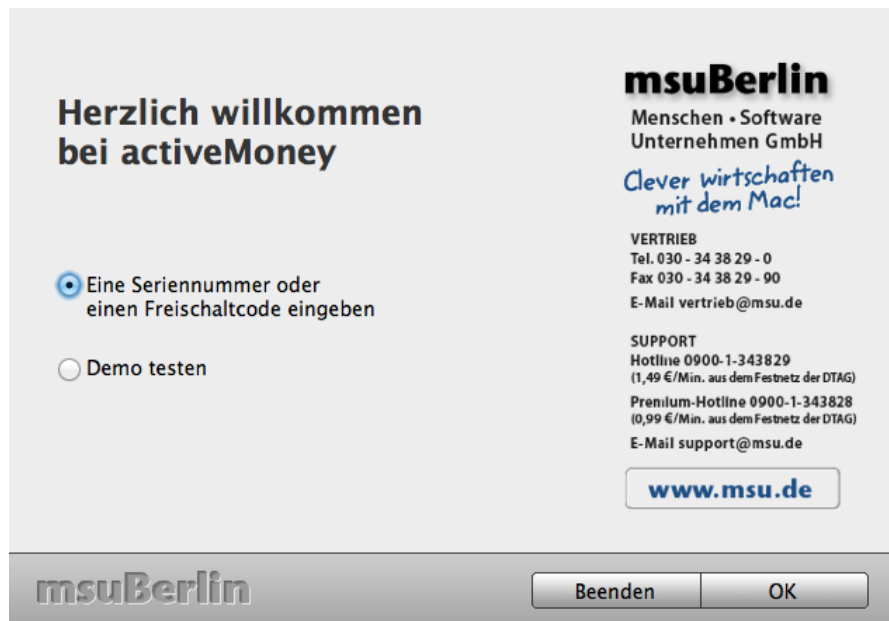 Herzlich willkommen
bei activeMoney
Eine Seriennummer oder
einen Freischaltcode eingeben
Demo testen
msuBerlin
Menschen • Software
Unternehmen GmbH
Clever wirtschaften
mit dem Mac!
VERTRIEB
Tel. 030 - 34 38 29 - 0
Fax 030 - 34 38 29 - 90
E-Mail vertrieb@msu.de
SUPPORT
Hotline 0900-1-343829
(1,49 €/Min. aus dem Festnetz der DTAG)
Premium-Hotline 0900-1-343828
(0,99 €/Min. aus dem Festnetz der DTAG)
E-Mail support@msu.de
www.msu.de
msuBerlin
Beenden
OK